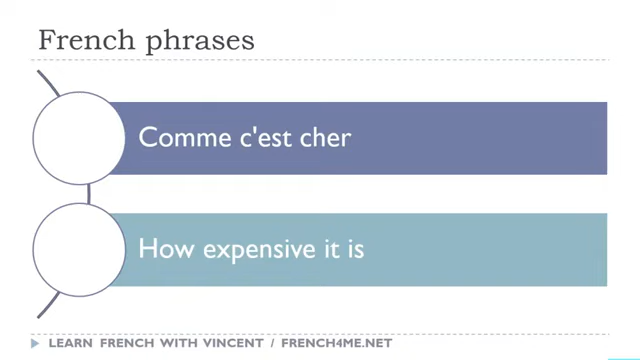 French phrases
Comme c'est cher
How expensive it is
LEARN FRENCH WITH VINCENT / FRENCH4ME.NET